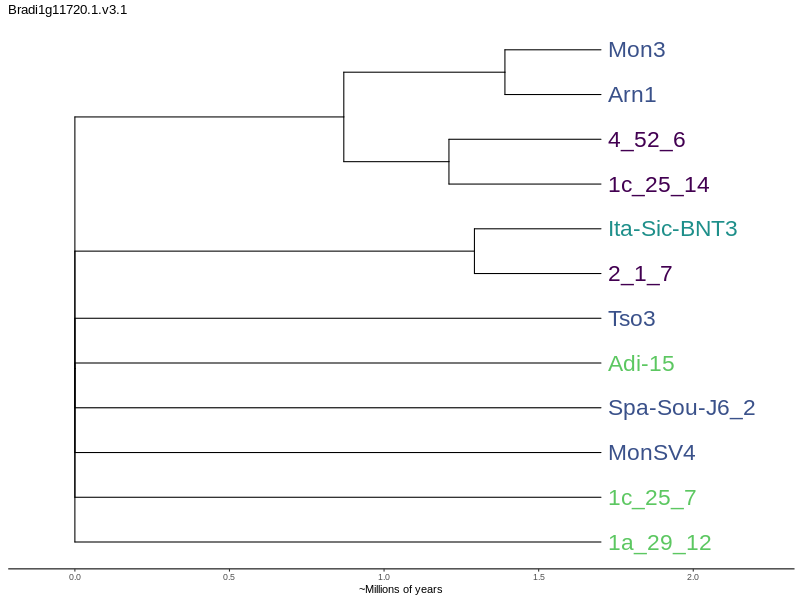 Bradi1g11720.1.v3.1
Mon3
Arn1
4_52_6
1c_25_14
Ita-Sic-BNT3
2_1_7
Tso3
Adi-15
Spa-Sou-J6_2
MonSV4
1c_25_7
1a_29_12
0.0 0.5 1.0 1.5 2.0
~Millions of years